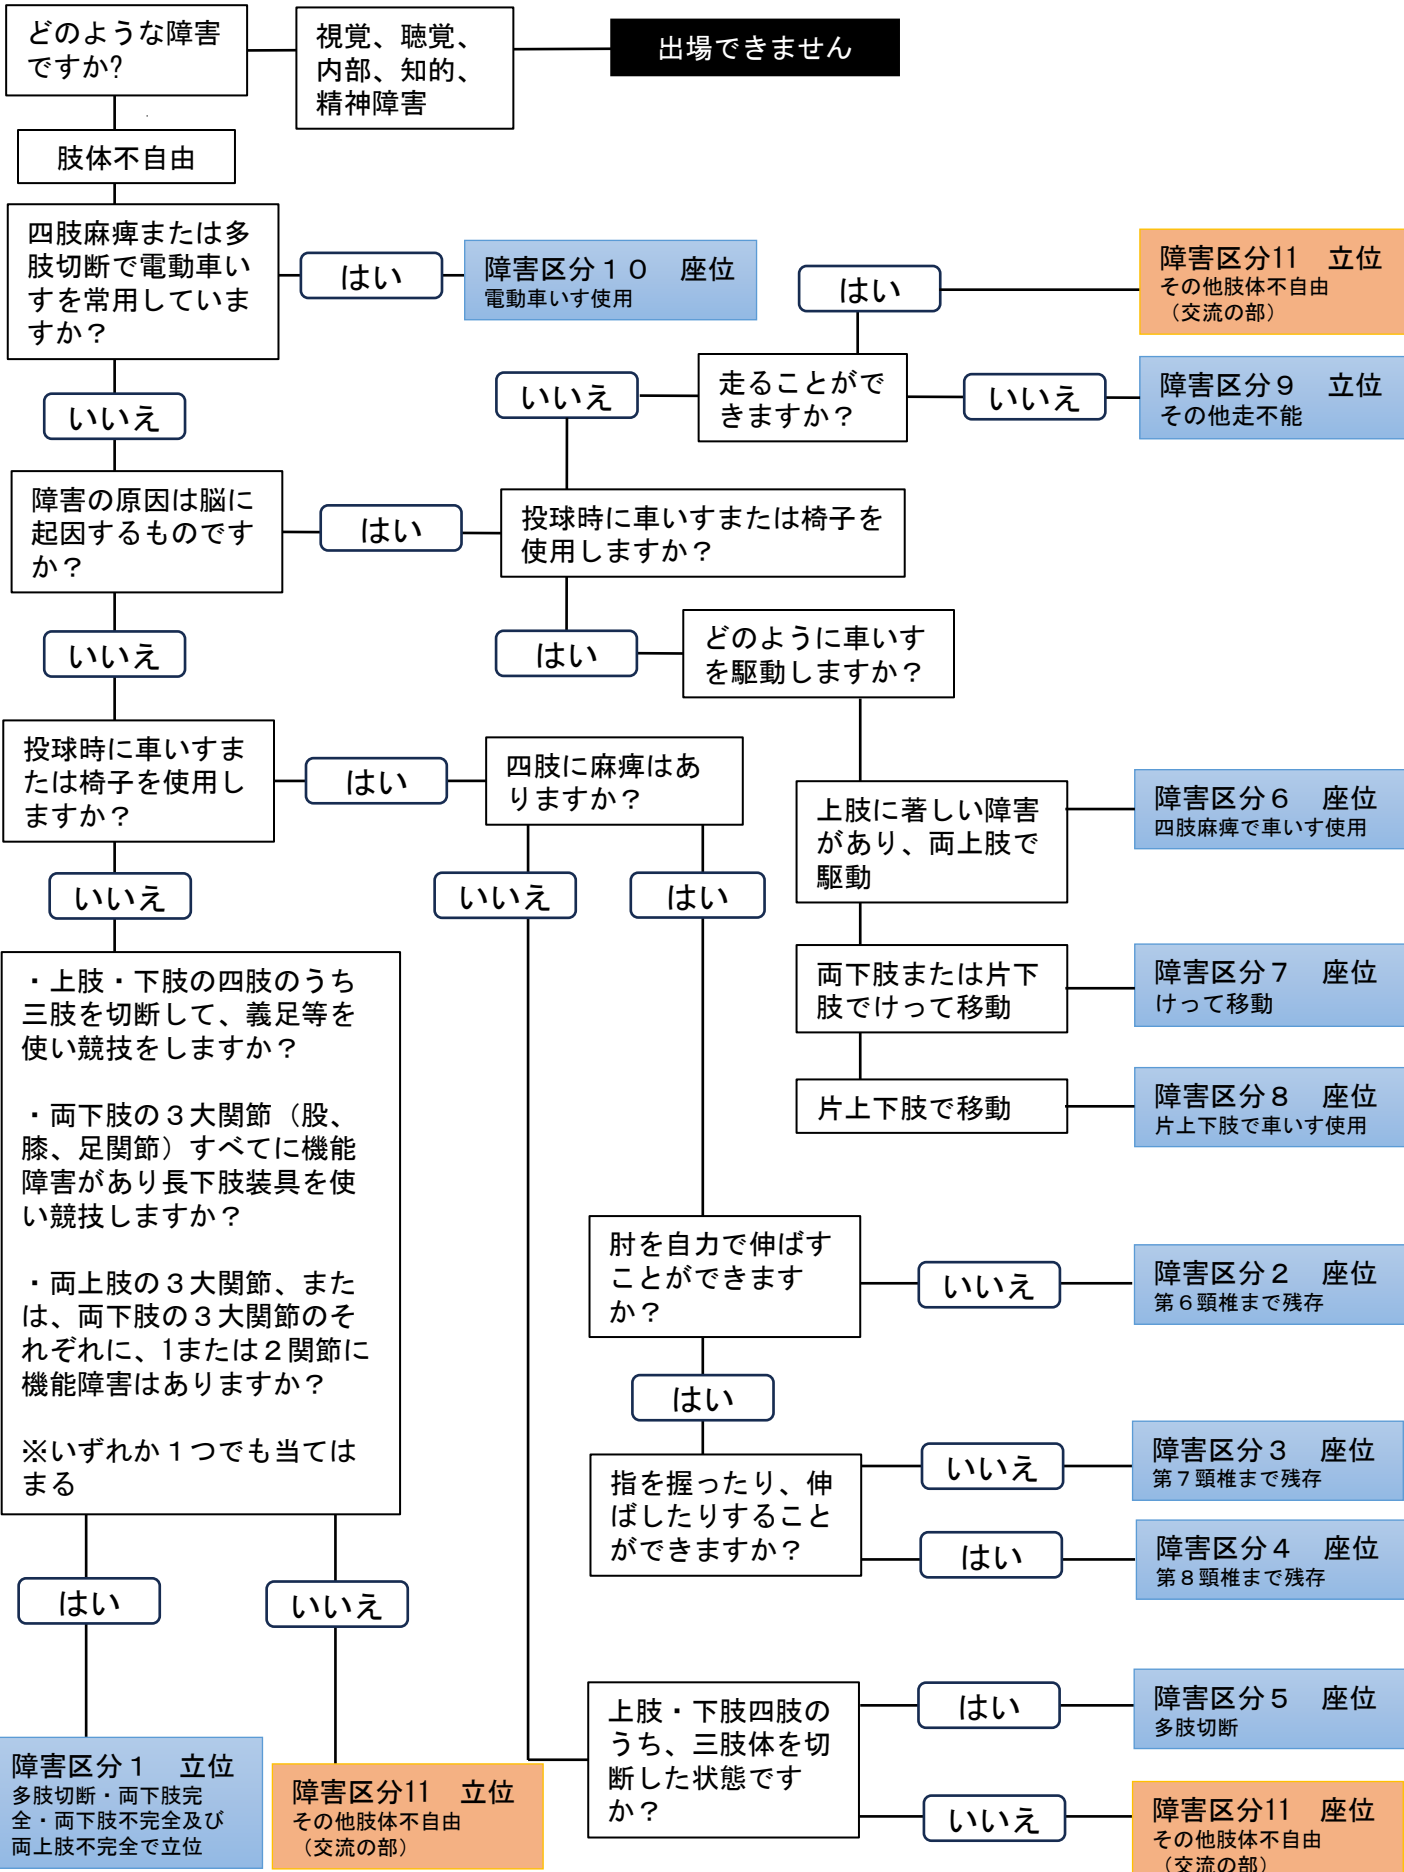 どのような障害
ですか?
視覚、聴覚、
内部、知的、
精神障害
出場できません
肢体不自由
四肢麻痺または多
肢切断で電動車い
すを常用していま
すか？
はい
障害区分１０　座位
電動車いす使用
はい
障害区分11　立位
その他肢体不自由
（交流の部）
いいえ
いいえ
走ることがで
きますか？
いいえ
障害区分９　立位
その他走不能
障害の原因は脳に
起因するものです
か？
はい
投球時に車いすまたは椅子を
使用しますか？
いいえ
はい
どのように車いす
を駆動しますか？
投球時に車いすま
たは椅子を使用し
ますか？
はい
四肢に麻痺はあ
りますか？
上肢に著しい障害
があり、両上肢で
駆動
障害区分６　座位
四肢麻痺で車いす使用
いいえ
いいえ
はい
両下肢または片下
肢でけって移動
障害区分７　座位
けって移動
片上下肢で移動
障害区分８　座位
片上下肢で車いす使用
・上肢・下肢の四肢のうち
三肢を切断して、義足等を
使い競技をしますか？
・両下肢の３大関節（股、
膝、足関節）すべてに機能
障害があり長下肢装具を使
い競技しますか？
・両上肢の３大関節、また
は、両下肢の３大関節のそ
れぞれに、1または２関節に
機能障害はありますか？
※いずれか１つでも当ては
まる
肘を自力で伸ばす
ことができます
か？
いいえ
障害区分２　座位
第６頸椎まで残存
はい
指を握ったり、伸
ばしたりすること
ができますか？
いいえ
障害区分３　座位
第７頸椎まで残存
はい
障害区分４　座位
第８頸椎まで残存
はい
いいえ
上肢・下肢四肢の
うち、三肢体を切
断した状態です
か？
はい
障害区分５　座位
多肢切断
いいえ
障害区分11　座位
その他肢体不自由
（交流の部）
障害区分１　立位
多肢切断・両下肢完
全・両下肢不完全及び
両上肢不完全で立位
障害区分11　立位
その他肢体不自由
（交流の部）